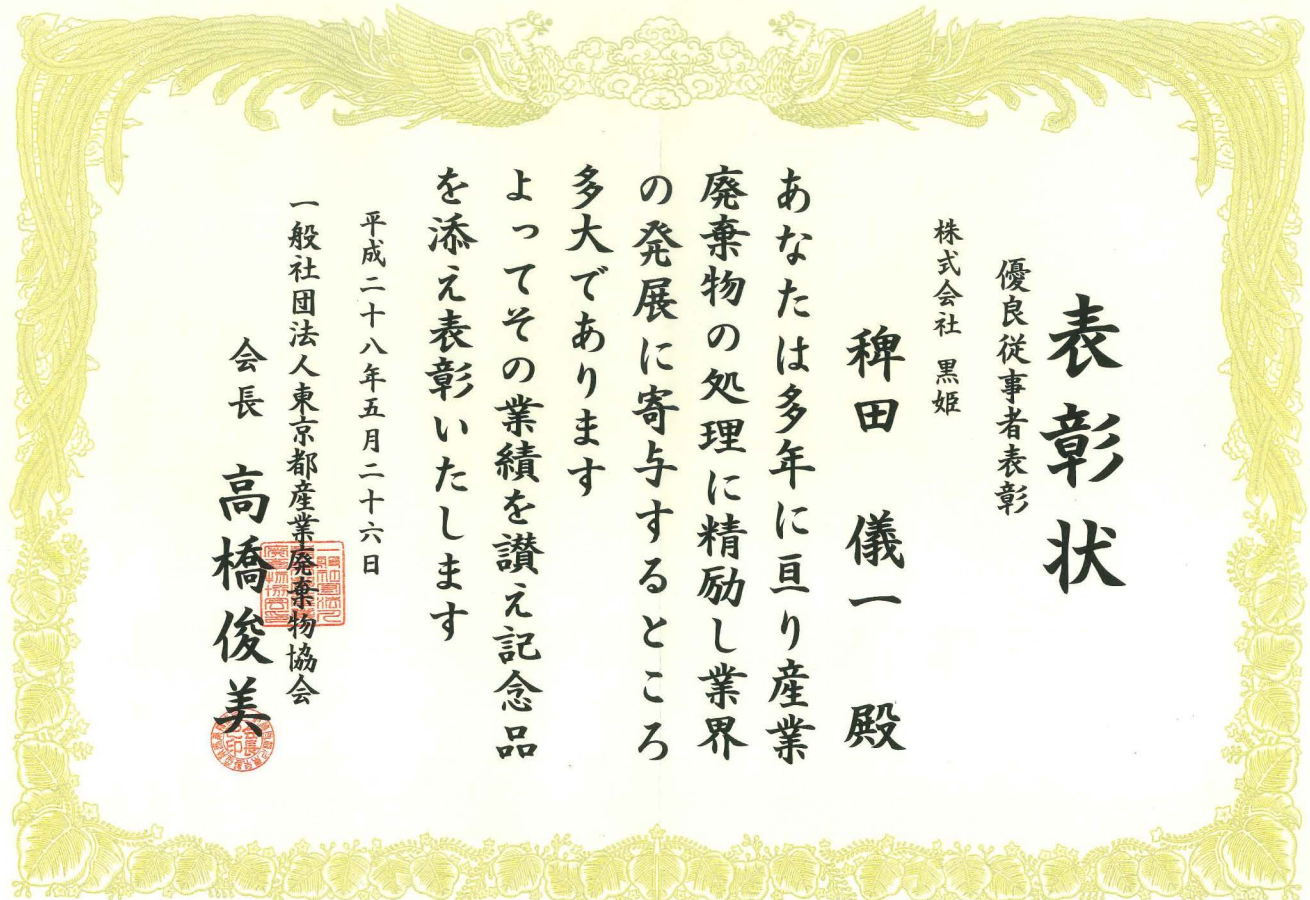 表彰状
優良従事者表彰
株式会社 黒姫
稗田 儀一 殿
あなたは多年に亘り産業
廃棄物の処理に精励し業界
の発展に寄与するところ
多大であります
よってその業績を讃え記念品
を添え表彰いたします
平成二十八年五月二十六日
一般社団法人東京都産業廃棄物協会
会長 高橋俊美